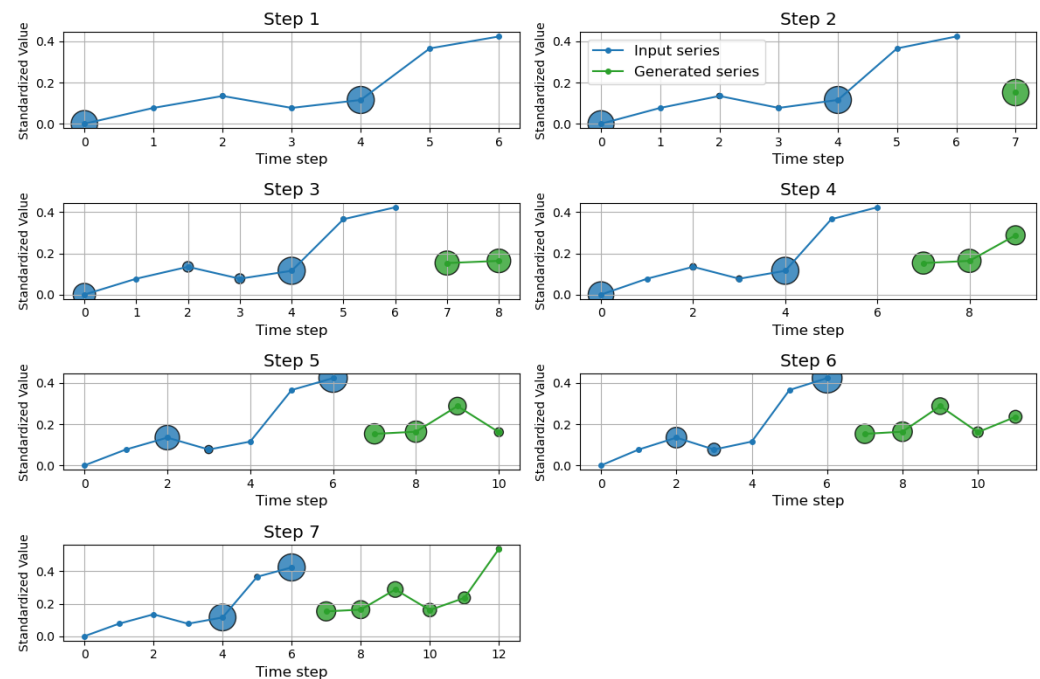 Step 1
Standardized Value
0.4
0.2
0.0
0 1 2 3 4 5 6
Time step
Step 2
Standardized Value
0.4
0.2
0.0
Input series
Generated series
0 1 2 3 4 5 6 7
Time step
Step 3
Standardized Value
0.4
0.2
0.0
0 1 2 3 4 5 6 7 8
Time step
Step 4
Standardized Value
0.4
0.2
0.0
0 2 4 6 8
Time step
Step 5
Standardized Value
0.4
0.2
0.0
0 2 4 6 8 10
Time step
Step 6
Standardized Value
0.4
0.2
0.0
0 2 4 6 8 10
Time step
Step 7
Standardized Value
0.4
0.2
0.0
0 2 4 6 8 10 12
Time step